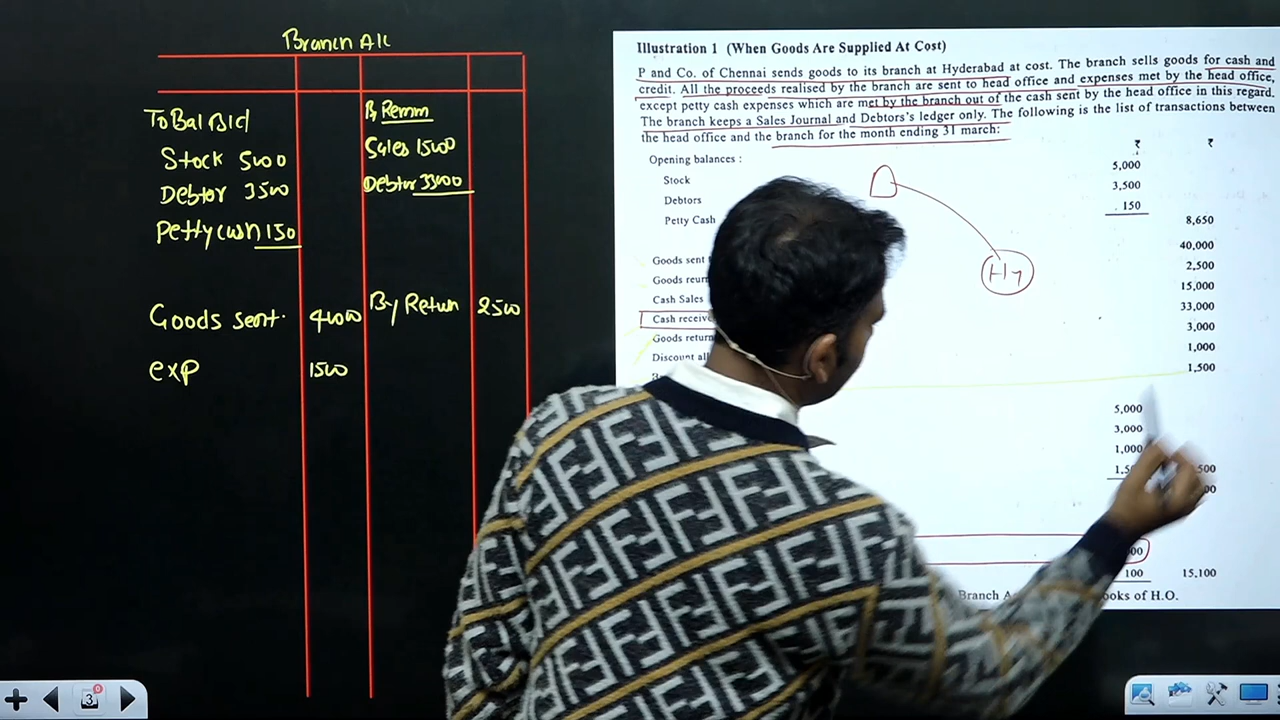 Branch A/c
To Bal B/d
Stock 5000
Debtor 3500
Petty cash 150
Goods sent. 40000
exp 1500
By Remm
Sales 15000
Debtor 33000
By Return 2500
Illustration 1 (When Goods Are Supplied At Cost)
P and Co. of Chennai sends goods to its branch at Hyderabad at cost. The branch sells goods for cash and
credit. All the proceeds realised by the branch are sent to head office and expenses met by the head office,
except petty cash expenses which are met by the branch out of the cash sent by the head office in this regard.
The branch keeps a Sales Journal and Debtors's ledger only. The following is the list of transactions between
the head office and the branch for the month ending 31 march:
₹ ₹
Opening balances :
Stock 5,000
Debtors 3,500
Petty Cash 150 8,650
Goods sent 40,000
Goods reurn 2,500
Cash Sales 15,000
Cash receive 33,000
Goods return 3,000
Discount all 1,000
1,500
5,000
3,000
1,000
100 15,100
Branch A ooks of H.O.
Hy
3